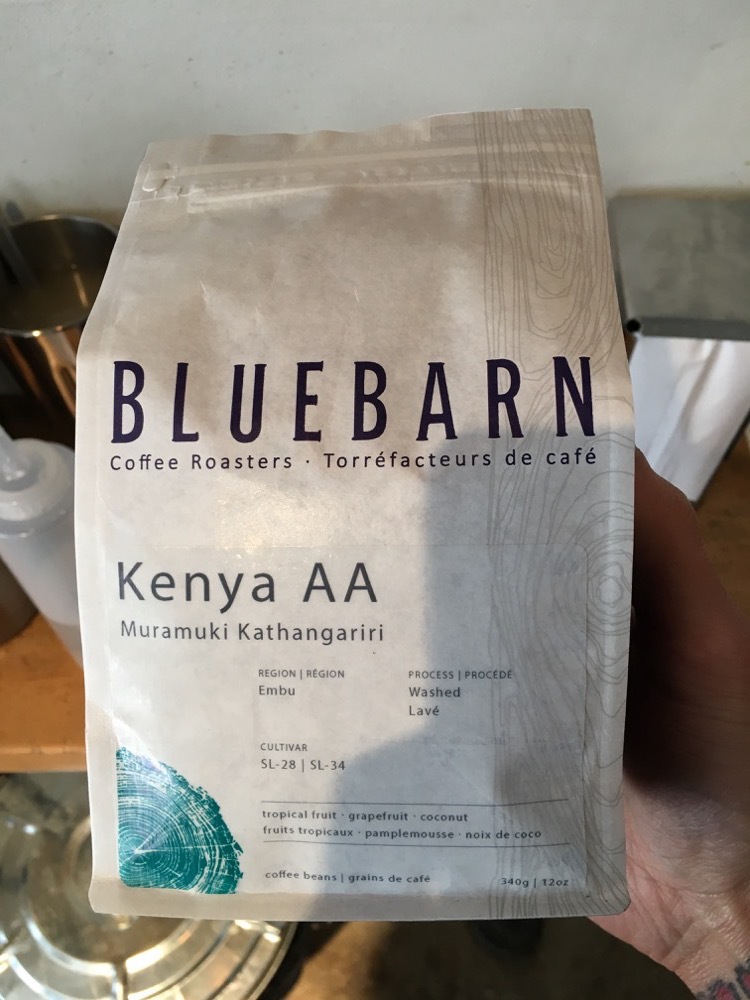 BLUEBARN
Coffee Roasters · Torréfacteurs de café
Kenya AA
Muramuki Kathangariri
REGION | RÉGION
Embu
PROCESS | PROCÉDÉ
Washed
Lavé
CULTIVAR
SL-28 | SL-34
tropical fruit · grapefruit · coconut
fruits tropicaux · pamplemousse · noix de coco
coffee beans | grains de café 340g | 12oz